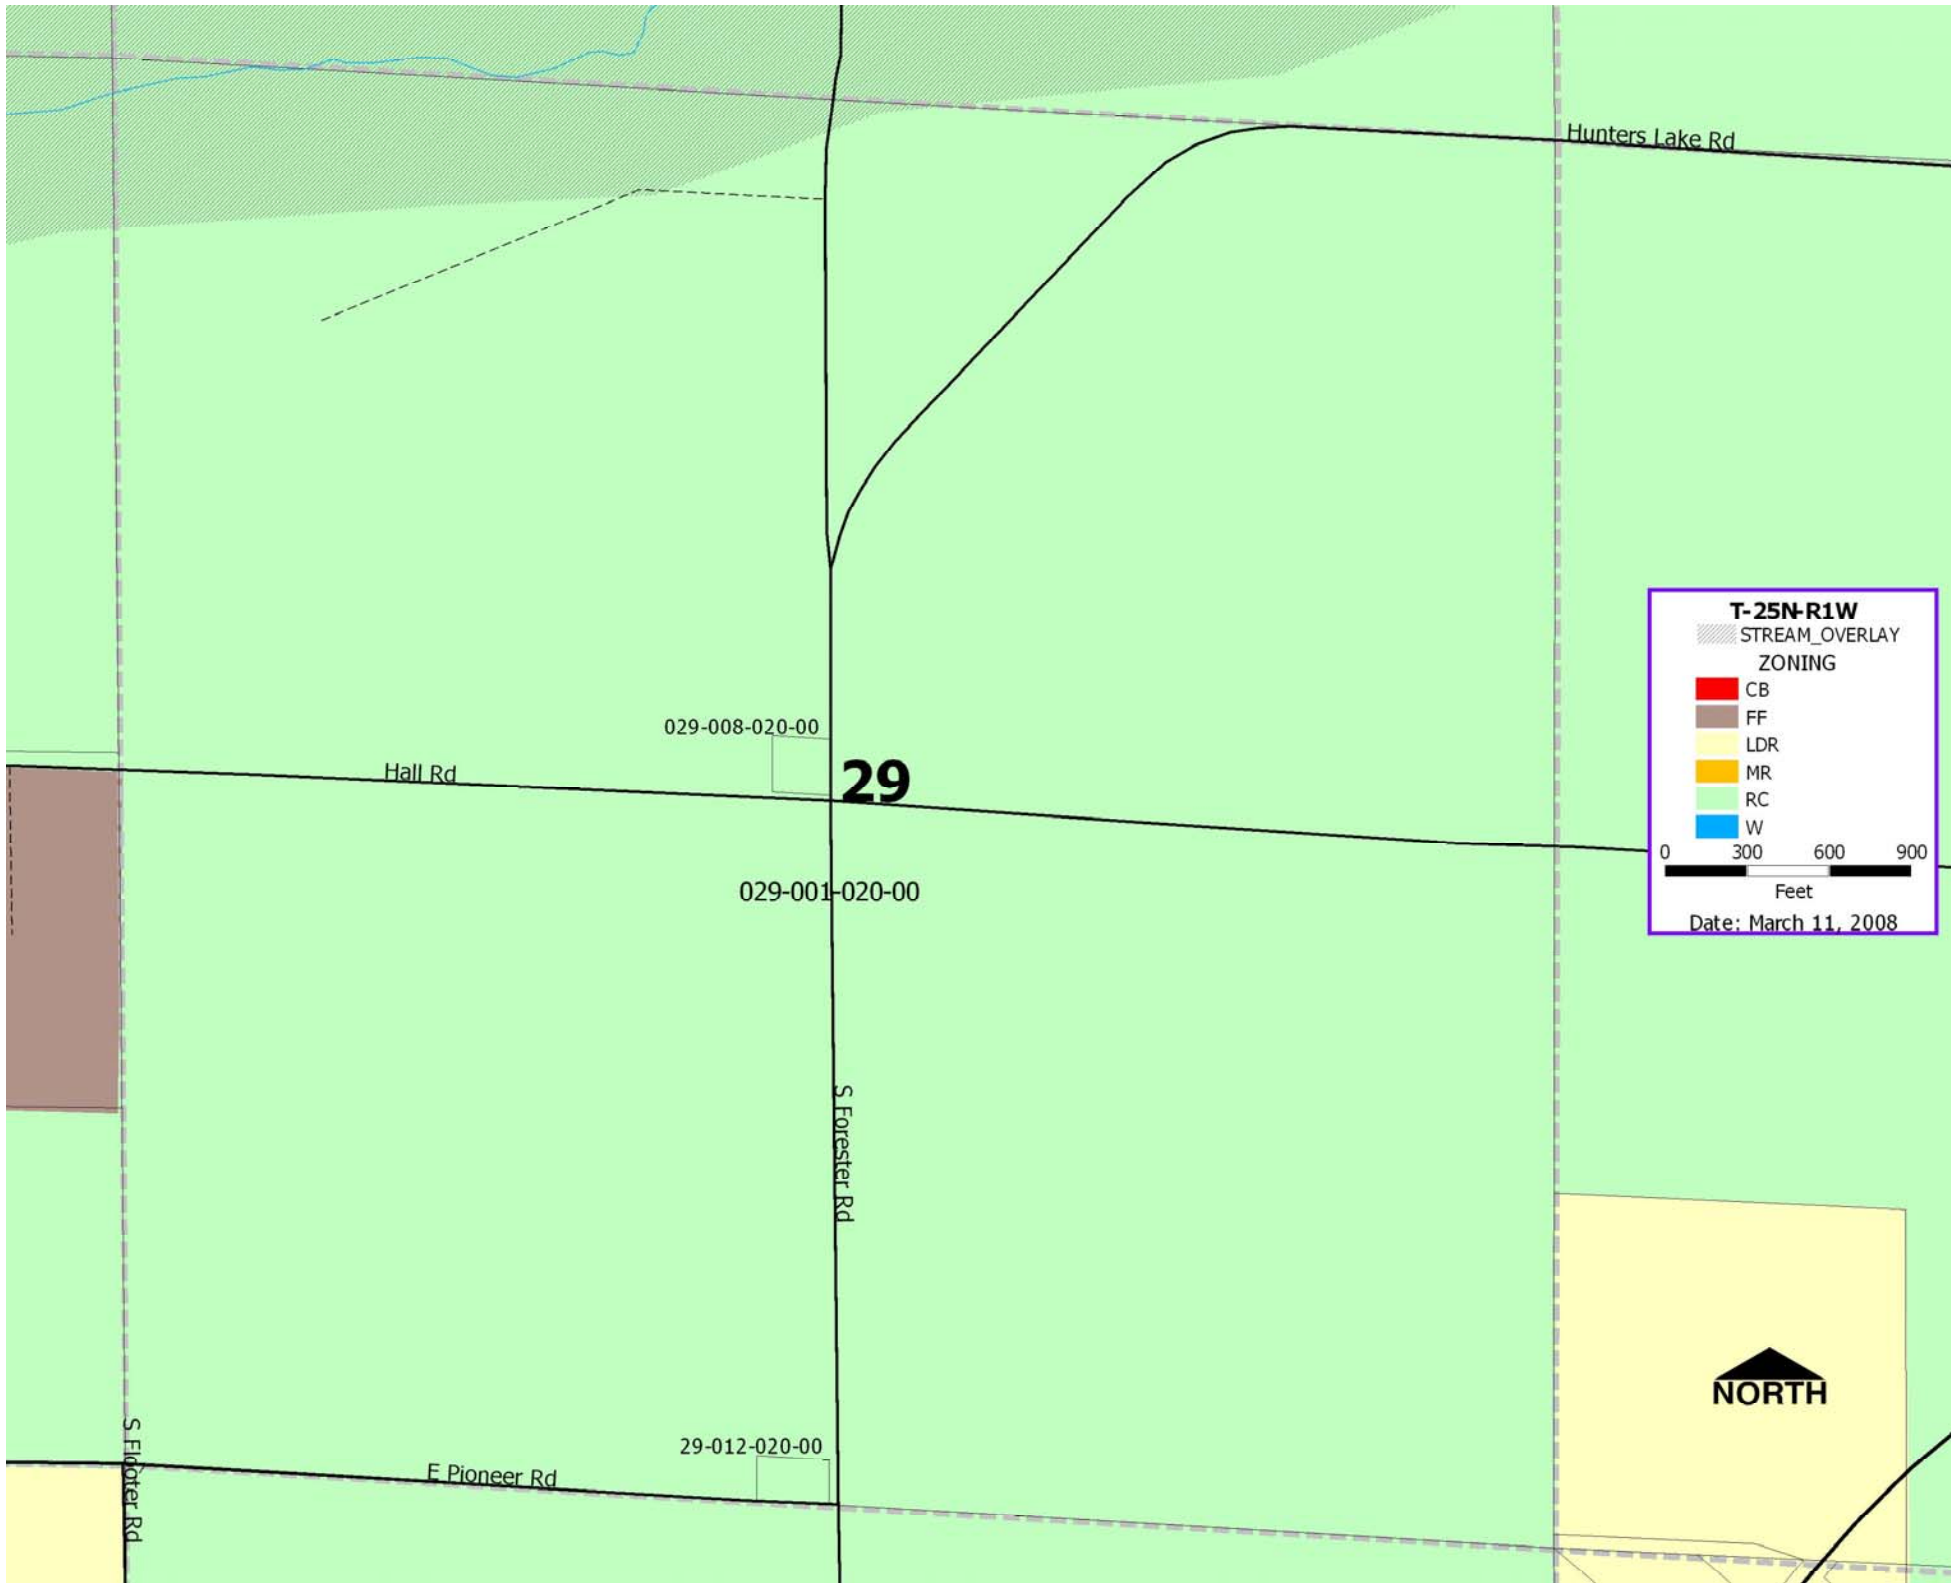 Hunters Lake Rd
T-25N-R1W
STREAM_OVERLAY
ZONING
CB
FF
LDR
MR
RC
W
0 300 600 900
Feet
Date: March 11, 2008
029-008-020-00
29
Hall Rd
029-001-020-00
S Forester Rd
NORTH
S Flooter Rd
29-012-020-00
E Pioneer Rd